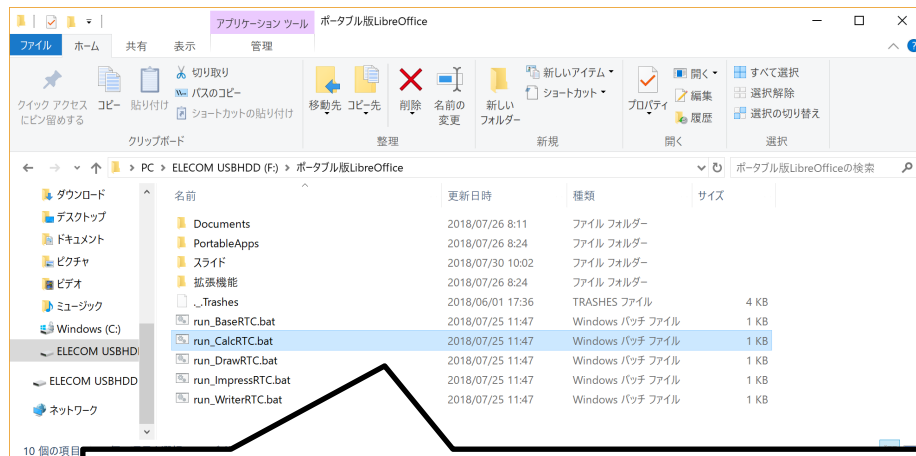 アプリケーション ツール
ポータブル版LibreOffice
ファイル ホーム 共有 表示 管理
クイック アクセス
にピン留めする
コピー
貼り付け
切り取り
パスのコピー
ショートカットの貼り付け
クリップボード
移動先 コピー先
削除
名前の
変更
整理
新しい
フォルダー
新しいアイテム
ショートカット
新規
プロパティ
開く
編集
履歴
開く
すべて選択
選択解除
選択の切り替え
選択
PC › ELECOM USBHDD (F:) › ポータブル版LibreOffice
ポータブル版LibreOfficeの検索
ダウンロード
デスクトップ
ドキュメント
ピクチャ
ビデオ
ミュージック
Windows (C:)
ELECOM USBHD
ELECOM USBHDD
ネットワーク
名前 更新日時 種類 サイズ
Documents 2018/07/26 8:11 ファイル フォルダー
PortableApps 2018/07/26 8:24 ファイル フォルダー
スライド 2018/07/30 10:02 ファイル フォルダー
拡張機能 2018/07/26 8:24 ファイル フォルダー
._.Trashes 2018/06/01 17:36 TRASHES ファイル 4 KB
run_BaseRTC.bat 2018/07/25 11:47 Windows バッチ ファイル 1 KB
run_CalcRTC.bat 2018/07/25 11:47 Windows バッチ ファイル 1 KB
run_DrawRTC.bat 2018/07/25 11:47 Windows バッチ ファイル 1 KB
run_ImpressRTC.bat 2018/07/25 11:47 Windows バッチ ファイル 1 KB
run_WriterRTC.bat 2018/07/25 11:47 Windows バッチ ファイル 1 KB
10 個の項目